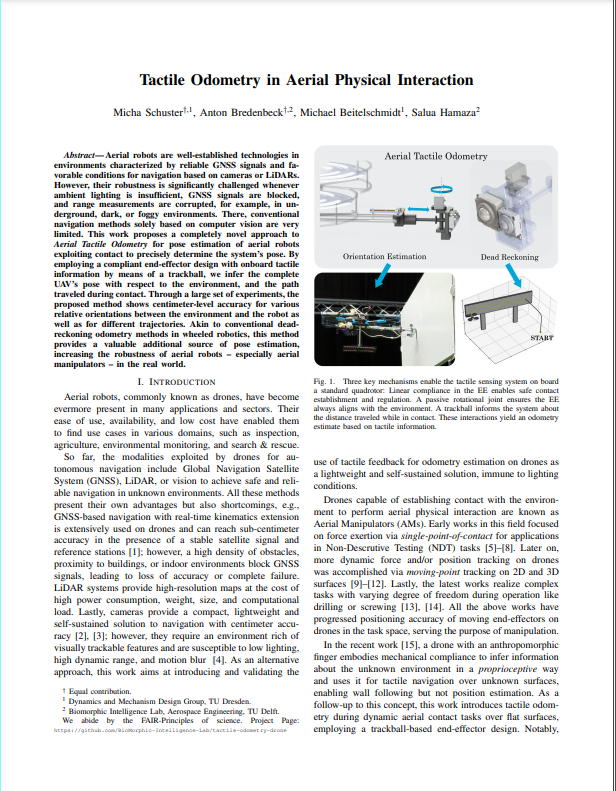 Tactile Odometry in Aerial Physical Interaction
Micha Schuster†,1, Anton Bredenbeck†,2, Michael Beitelschmidt1, Salua Hamaza2
Abstract—Aerial robots are well-established technologies in
environments characterized by reliable GNSS signals and fa-
vorable conditions for navigation based on cameras or LiDARs.
However, their robustness is significantly challenged whenever
ambient lighting is insufficient, GNSS signals are blocked,
and range measurements are corrupted, for example, in un-
derground, dark, or foggy environments. There, conventional
navigation methods solely based on computer vision are very
limited. This work proposes a completely novel approach to
Aerial Tactile Odometry for pose estimation of aerial robots
exploiting contact to precisely determine the system's pose. By
employing a compliant end-effector design with onboard tactile
information by means of a trackball, we infer the complete
UAV's pose with respect to the environment, and the path
traveled during contact. Through a large set of experiments, the
proposed method shows centimeter-level accuracy for various
relative orientations between the environment and the robot as
well as for different trajectories. Akin to conventional dead-
reckoning odometry methods in wheeled robotics, this method
provides a valuable additional source of pose estimation,
increasing the robustness of aerial robots – especially aerial
manipulators – in the real world.
I. INTRODUCTION
Aerial robots, commonly known as drones, have become
evermore present in many applications and sectors. Their
ease of use, availability, and low cost have enabled them
to find use cases in various domains, such as inspection,
agriculture, environmental monitoring, and search & rescue.
So far, the modalities exploited by drones for au-
tonomous navigation include Global Navigation Satellite
System (GNSS), LiDAR, or vision to achieve safe and reli-
able navigation in unknown environments. All these methods
present their own advantages but also shortcomings, e.g.,
GNSS-based navigation with real-time kinematics extension
is extensively used on drones and can reach sub-centimeter
accuracy in the presence of a stable satellite signal and
reference stations [1]; however, a high density of obstacles,
proximity to buildings, or indoor environments block GNSS
signals, leading to loss of accuracy or complete failure.
LiDAR systems provide high-resolution maps at the cost of
high power consumption, weight, size, and computational
load. Lastly, cameras provide a compact, lightweight and
self-sustained solution to navigation with centimeter accu-
racy [2], [3]; however, they require an environment rich of
visually trackable features and are susceptible to low lighting,
high dynamic range, and motion blur [4]. As an alternative
approach, this work aims at introducing and validating the
† Equal contribution.
1 Dynamics and Mechanism Design Group, TU Dresden.
2 Biomorphic Intelligence Lab, Aerospace Engineering, TU Delft.
We abide by the FAIR-Principles of science. Project Page:
https://github.com/BioMorphic-Intelligence-Lab/tactile-odometry-drone
Aerial Tactile Odometry
Orientation Estimation
Dead Reckoning
START
Fig. 1. Three key mechanisms enable the tactile sensing system on board
a standard quadrotor: Linear compliance in the EE enables safe contact
establishment and regulation. A passive rotational joint ensures the EE
always aligns with the environment. A trackball informs the system about
the distance traveled while in contact. These interactions yield an odometry
estimate based on tactile information.
use of tactile feedback for odometry estimation on drones as
a lightweight and self-sustained solution, immune to lighting
conditions.
Drones capable of establishing contact with the environ-
ment to perform aerial physical interaction are known as
Aerial Manipulators (AMs). Early works in this field focused
on force exertion via single-point-of-contact for applications
in Non-Descrutive Testing (NDT) tasks [5]–[8]. Later on,
more dynamic force and/or position tracking on drones
was accomplished via moving-point tracking on 2D and 3D
surfaces [9]–[12]. Lastly, the latest works realize complex
tasks with varying degree of freedom during operation like
drilling or screwing [13], [14]. All the above works have
progressed positioning accuracy of moving end-effectors on
drones in the task space, serving the purpose of manipulation.
In the recent work [15], a drone with an anthropomorphic
finger embodies mechanical compliance to infer information
about the unknown environment in a proprioceptive way
and uses it for tactile navigation over unknown surfaces,
enabling wall following but not position estimation. As a
follow-up to this concept, this work introduces tactile odom-
etry during dynamic aerial contact tasks over flat surfaces,
employing a trackball-based end-effector design. Notably,